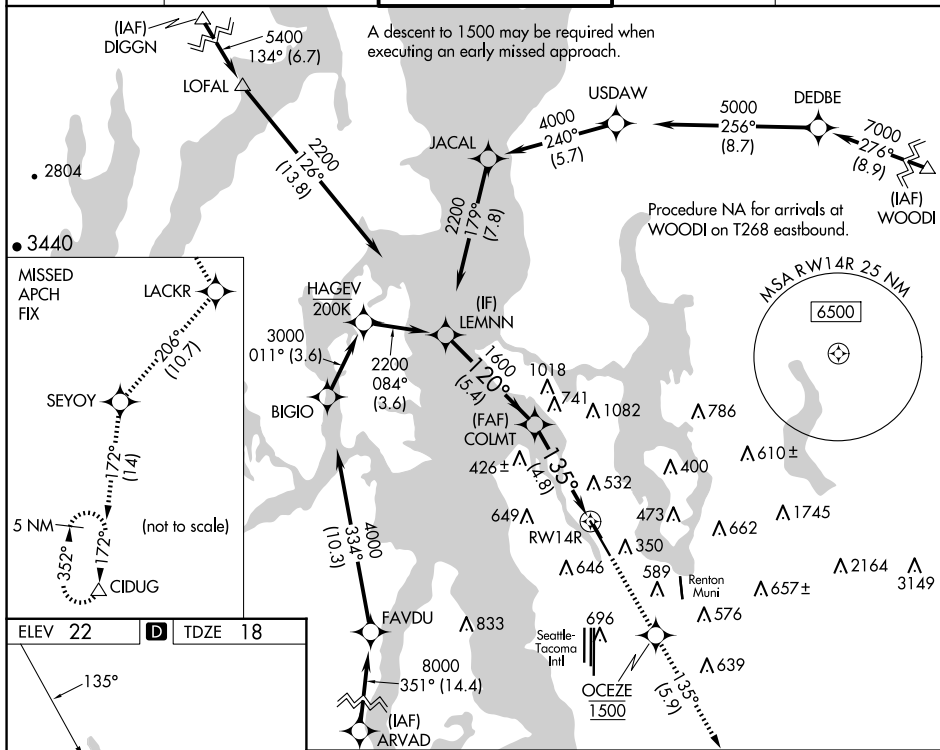 (IAF)
DIGGN
5400
134° (6.7)
A descent to 1500 may be required when
executing an early missed approach.
LOFAL
USDAW
DEDBE
4000
240°
(5.7)
5000
256°
(8.7)
7000
276°
(8.9)
(IAF)
WOODI
JACAL
2200
126°
(13.8)
2804
3440
2200
179°
(7.8)
Procedure NA for arrivals at
WOODI on T268 eastbound.
MSA RW14R 25 NM
6500
MISSED
APCH
FIX
LACKR
206°
(10.7)
SEYOY
172°
(14)
5 NM
(not to scale)
352°
172°
CIDUG
HAGEV
200K
(IF)
LEMNN
3000
011° (3.6)
2200
084°
(3.6)
BIGIO
1600
120°
(5.4)
1018
741
1082
786
(FAF)
COLMT
426±
135°
(4.8)
610±
400
532
649
473
1745
RW14R
662
350
646
589
Renton
Muni
657±
2164
3149
576
4000
334°
(10.3)
FAVDU
833
696
Seattle-
Tacoma
Intl
639
OCEZE
1500
135°
(5.9)
8000
351° (14.4)
(IAF)
ARVAD
ELEV 22
D
TDZE 18
135°